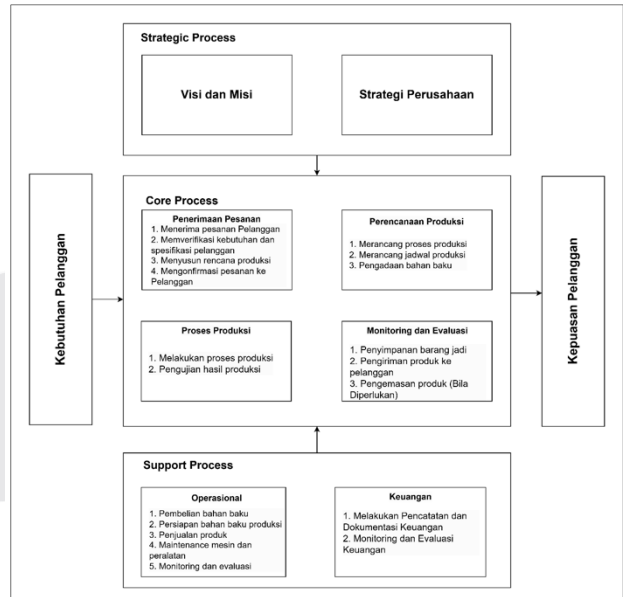 Strategic Process
Visi dan Misi
Strategi Perusahaan
Kebutuhan Pelanggan
Core Process
Penerimaan Pesanan
1. Menerima pesanan Pelanggan
2. Memverifikasi kebutuhan dan
spesifikasi pelanggan
3. Menyusun rencana produksi
4. Mengonfirmasi pesanan ke
Pelanggan
Perencanaan Produksi
1. Merancang proses produksi
2. Merancang jadwal produksi
3. Pengadaan bahan baku
Proses Produksi
1. Melakukan proses produksi
2. Pengujian hasil produksi
Monitoring dan Evaluasi
1. Penyimpanan barang jadi
2. Pengiriman produk ke
pelanggan
3. Pengemasan produk (Bila
Diperlukan)
Kepuasan Pelanggan
Support Process
Operasional
1. Pembelian bahan baku
2. Persiapan bahan baku produksi
3. Penjualan produk
4. Maintenance mesin dan
peralatan
5. Monitoring dan evaluasi
Keuangan
1. Melakukan Pencatatan dan
Dokumentasi Keuangan
2. Monitoring dan Evaluasi
Keuangan